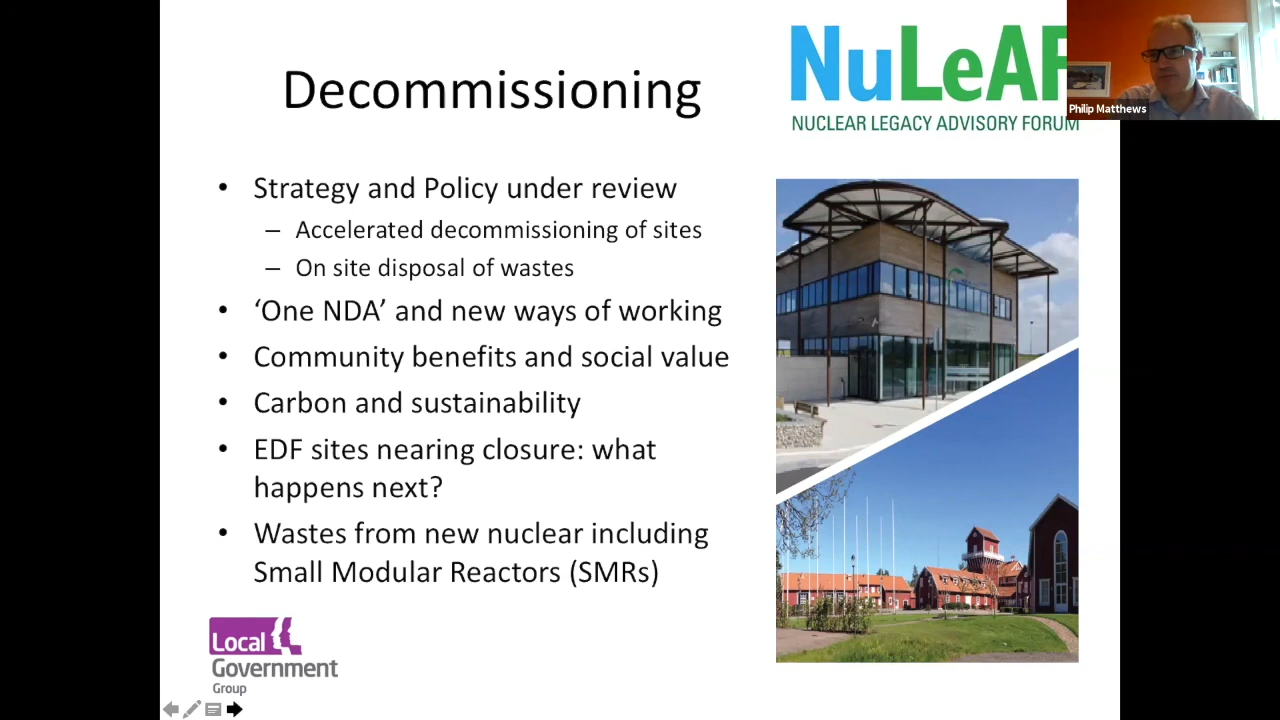 Decommissioning
NuLeAF
NUCLEAR LEGACY ADVISORY FORUM
Philip Matthews
• Strategy and Policy under review
– Accelerated decommissioning of sites
– On site disposal of wastes
• ‘One NDA’ and new ways of working
• Community benefits and social value
• Carbon and sustainability
• EDF sites nearing closure: what
happens next?
• Wastes from new nuclear including
Small Modular Reactors (SMRs)
Local
Government
Group